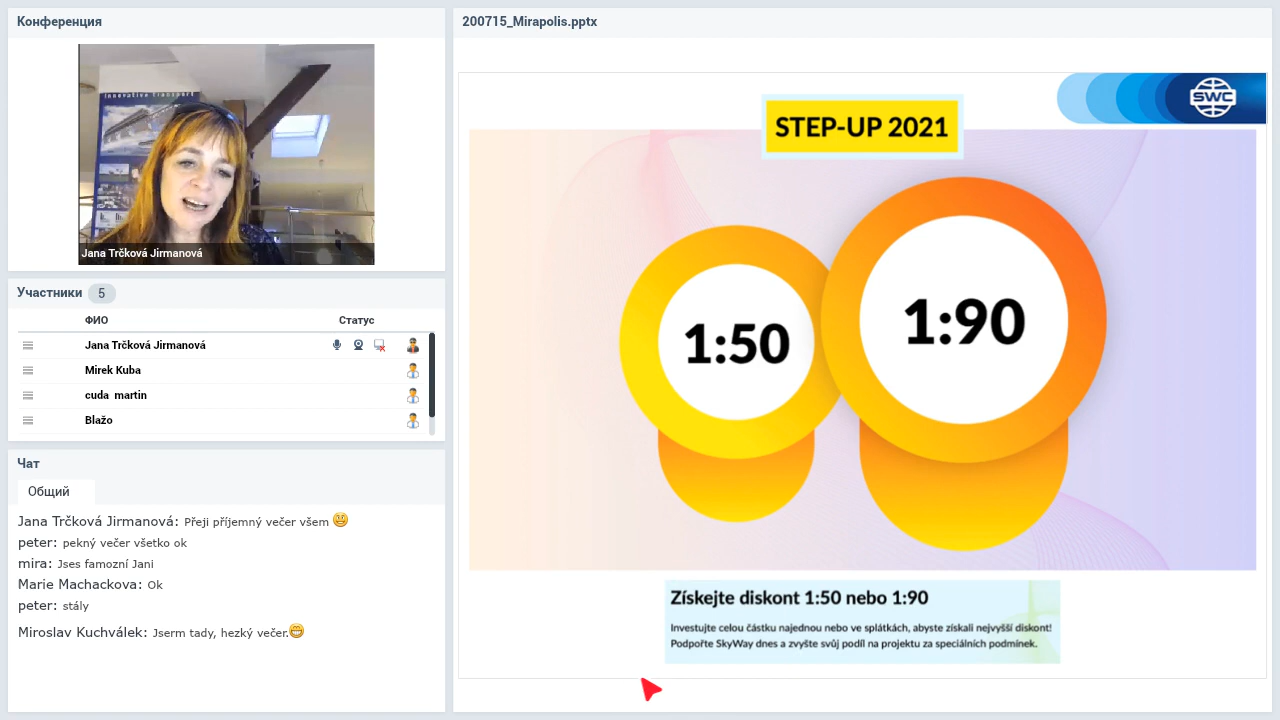 Конференция
Innovative Transport
Jana Trčková Jirmanová
Участники 5
ФИО Статус
Jana Trčková Jirmanová
Mirek Kuba
cuda martin
Blažo
Чат
Общий
Jana Trčková Jirmanová: Přeji příjemný večer všem
peter: pekný večer všetko ok
mira: Jses famozní Jani
Marie Machackova: Ok
peter: stály
Miroslav Kuchválek: Jserm tady, hezký večer.
200715_Mirapolis.pptx
SWC
STEP-UP 2021
1:50
1:90
Získejte diskont 1:50 nebo 1:90
Investujte celou částku najednou nebo ve splátkách, abyste získali nejvyšší diskont!
Podpořte SkyWay dnes a zvyšte svůj podíl na projektu za speciálních podmínek.